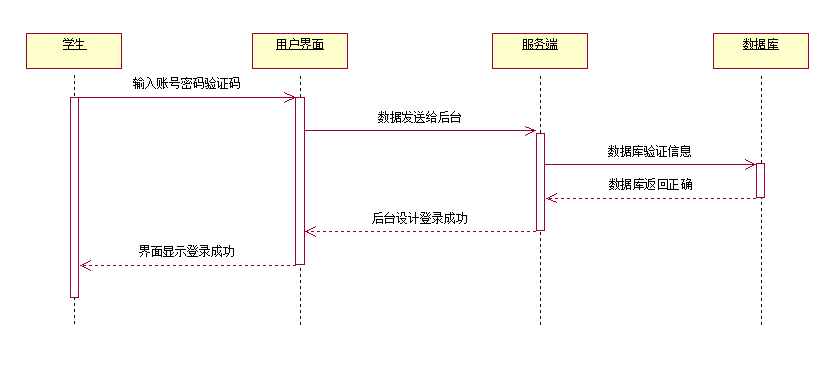 学生
用户界面
服务端
数据库
输入账号密码验证码
数据发送给后台
数据库验证信息
数据库返回正确
后台设计登录成功
界面显示登录成功